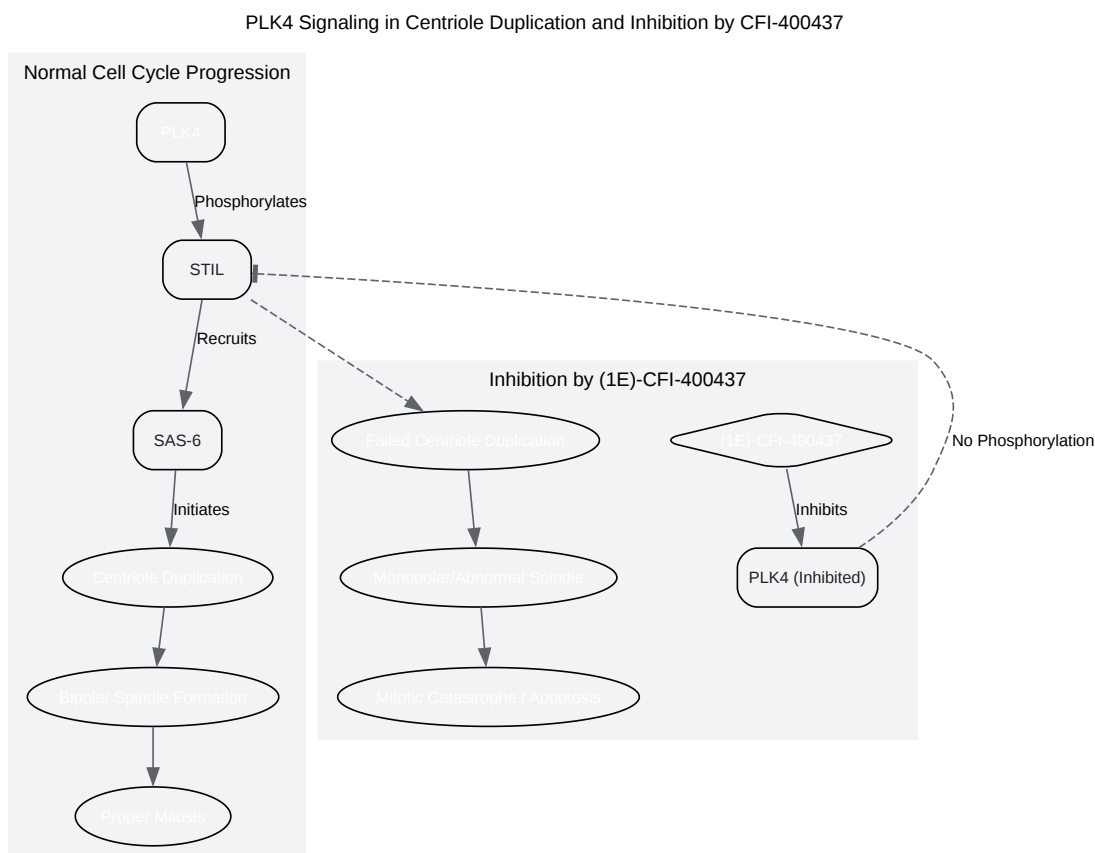 PLK4 Signaling in Centriole Duplication and Inhibition by CFI-400437
Normal Cell Cycle Progression
PLK4
Phosphorylates
STIL
Recruits
SAS-6
Initiates
Centriole Duplication
Bipolar Spindle Formation
Proper Mitosis
Inhibition by (1E)-CFI-400437
Failed Centriole Duplication
Monopolar/Abnormal Spindle
Mitotic Catastrophe / Apoptosis
(1E)-CFI-400437
Inhibits
PLK4 (Inhibited)
No Phosphorylation